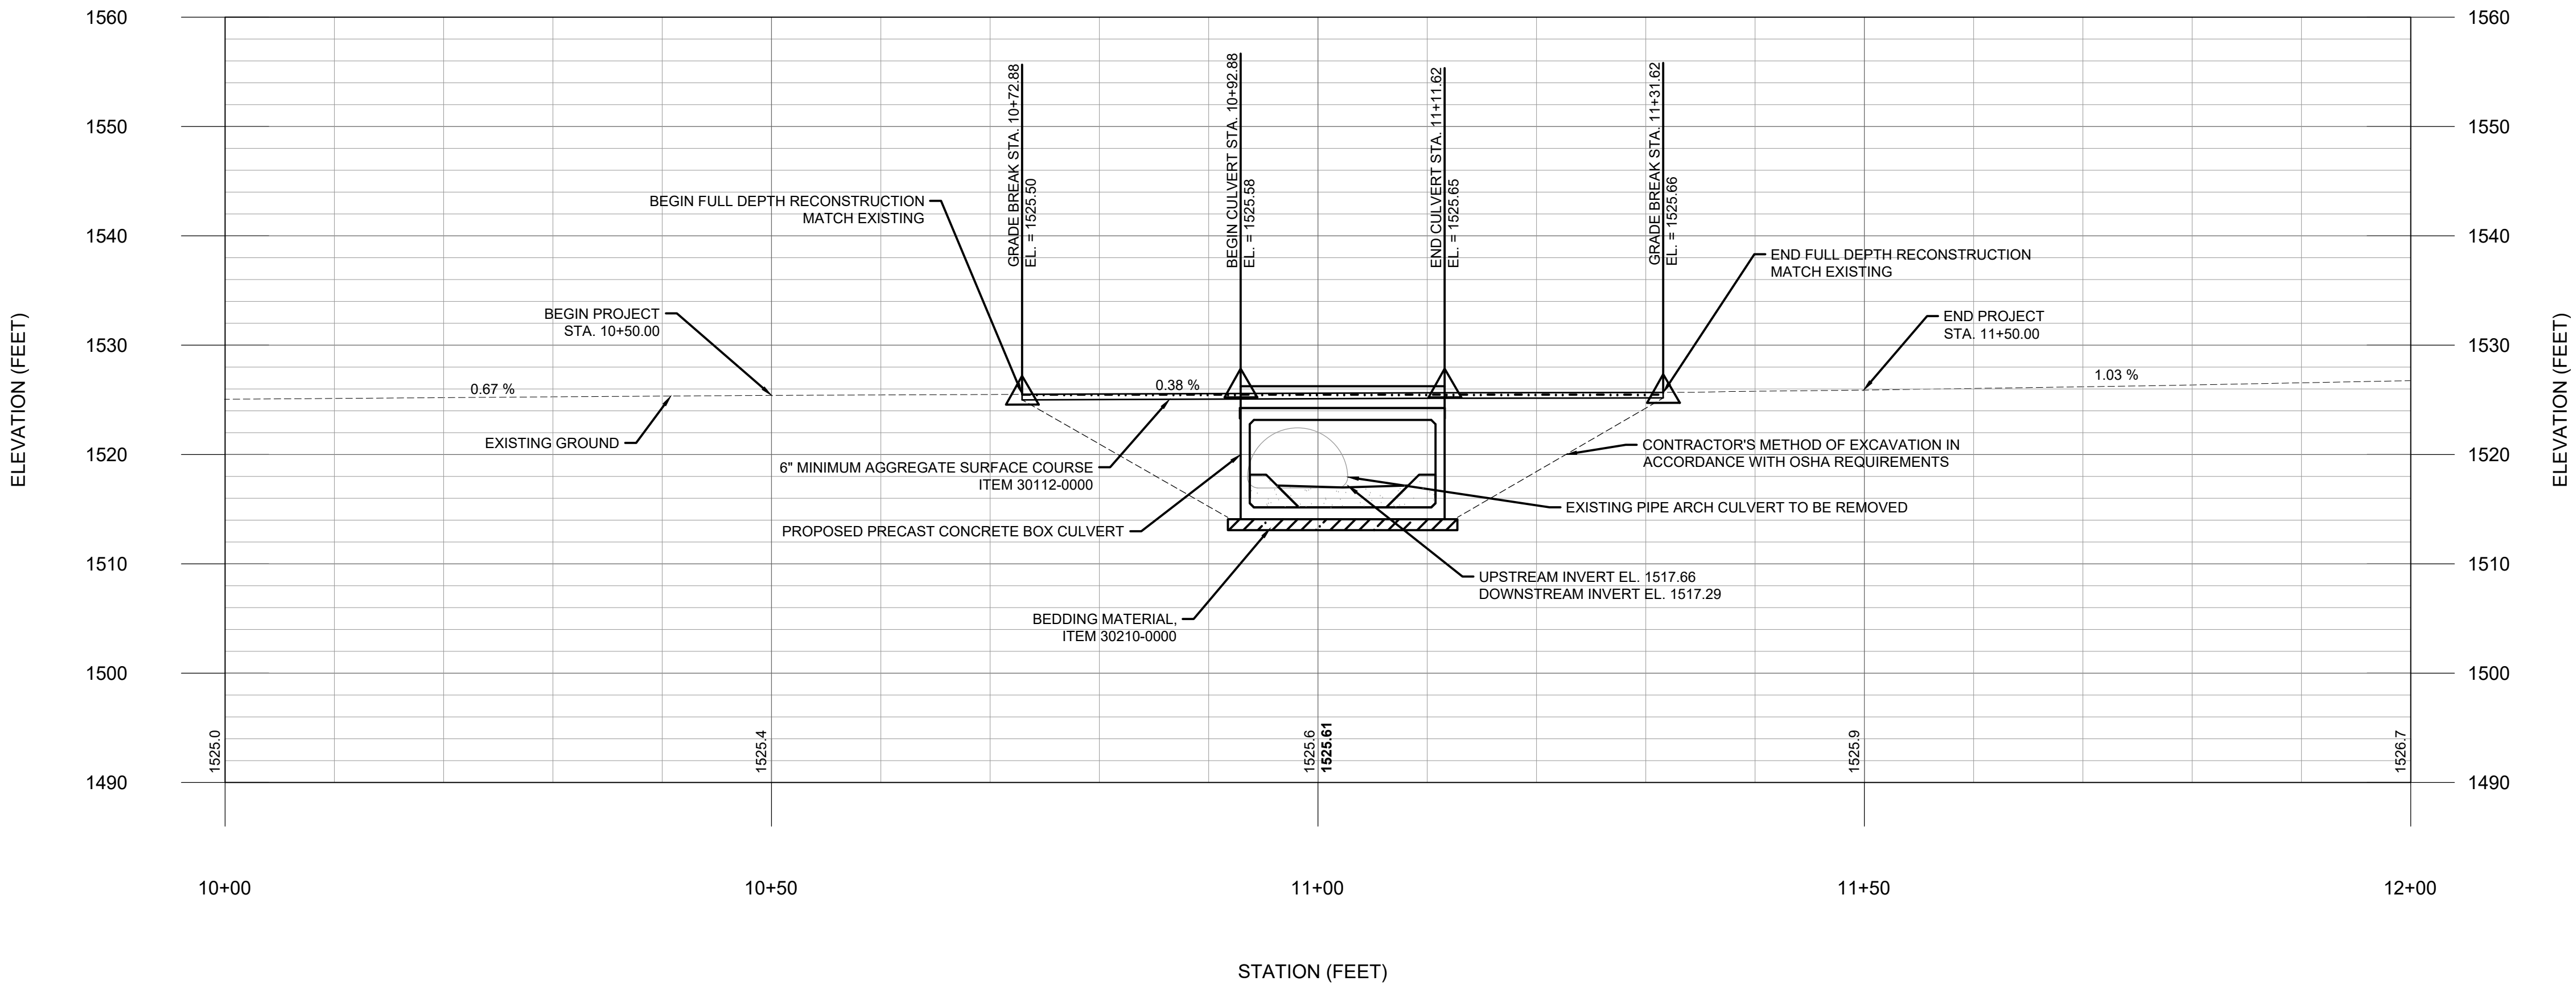 1560
1550
1540
1530
1520
1510
1500
1490
ELEVATION (FEET)
1560
1550
1540
1530
1520
1510
1500
1490
ELEVATION (FEET)
GRADE BREAK STA. 10+72.88
EL. = 1525.50
BEGIN CULVERT STA. 10+92.88
EL. = 1525.58
END CULVERT STA. 11+11.62
EL. = 1525.65
GRADE BREAK STA. 11+31.62
EL. = 1525.66
BEGIN FULL DEPTH RECONSTRUCTION
MATCH EXISTING
END FULL DEPTH RECONSTRUCTION
MATCH EXISTING
BEGIN PROJECT
STA. 10+50.00
END PROJECT
STA. 11+50.00
0.67 %
0.38 %
1.03 %
EXISTING GROUND
6" MINIMUM AGGREGATE SURFACE COURSE
ITEM 30112-0000
CONTRACTOR'S METHOD OF EXCAVATION IN
ACCORDANCE WITH OSHA REQUIREMENTS
PROPOSED PRECAST CONCRETE BOX CULVERT
EXISTING PIPE ARCH CULVERT TO BE REMOVED
UPSTREAM INVERT EL. 1517.66
DOWNSTREAM INVERT EL. 1517.29
BEDDING MATERIAL,
ITEM 30210-0000
1525.0
1525.4
1525.6
1525.61
1525.9
1526.7
10+00
10+50
11+00
11+50
12+00
STATION (FEET)